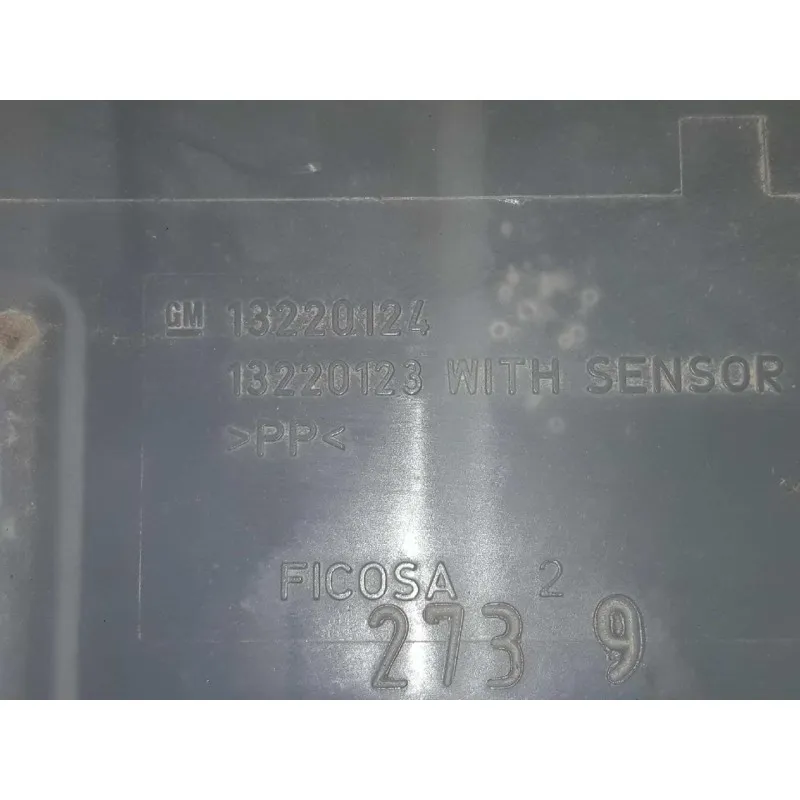 GM 13220124
13220123 WITH SENSOR
>PP<
FICOSA 2
273 9